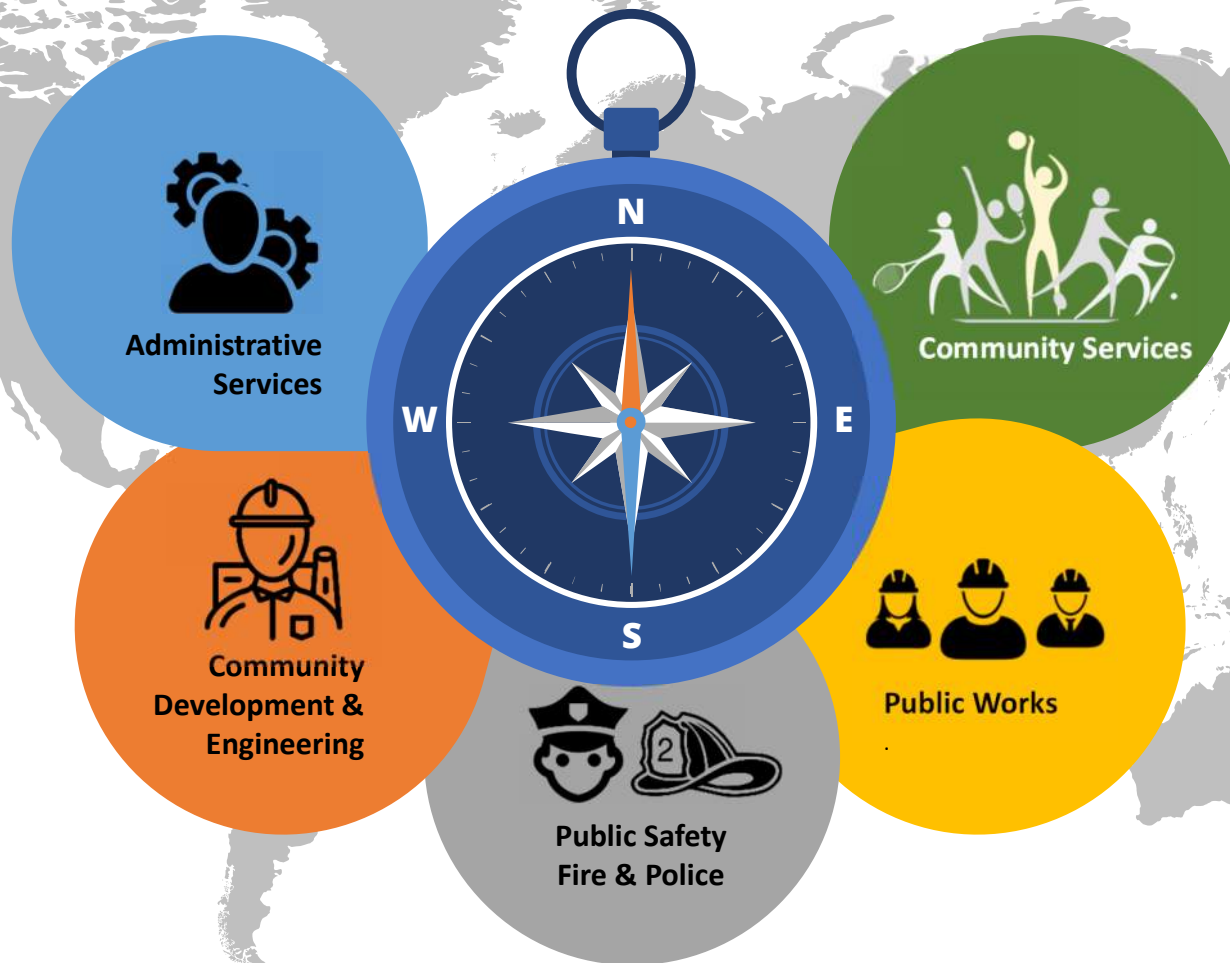 N
W
E
S
Administrative
Services
Community Services
Community
Development &
Engineering
Public Works
.
2
Public Safety
Fire & Police